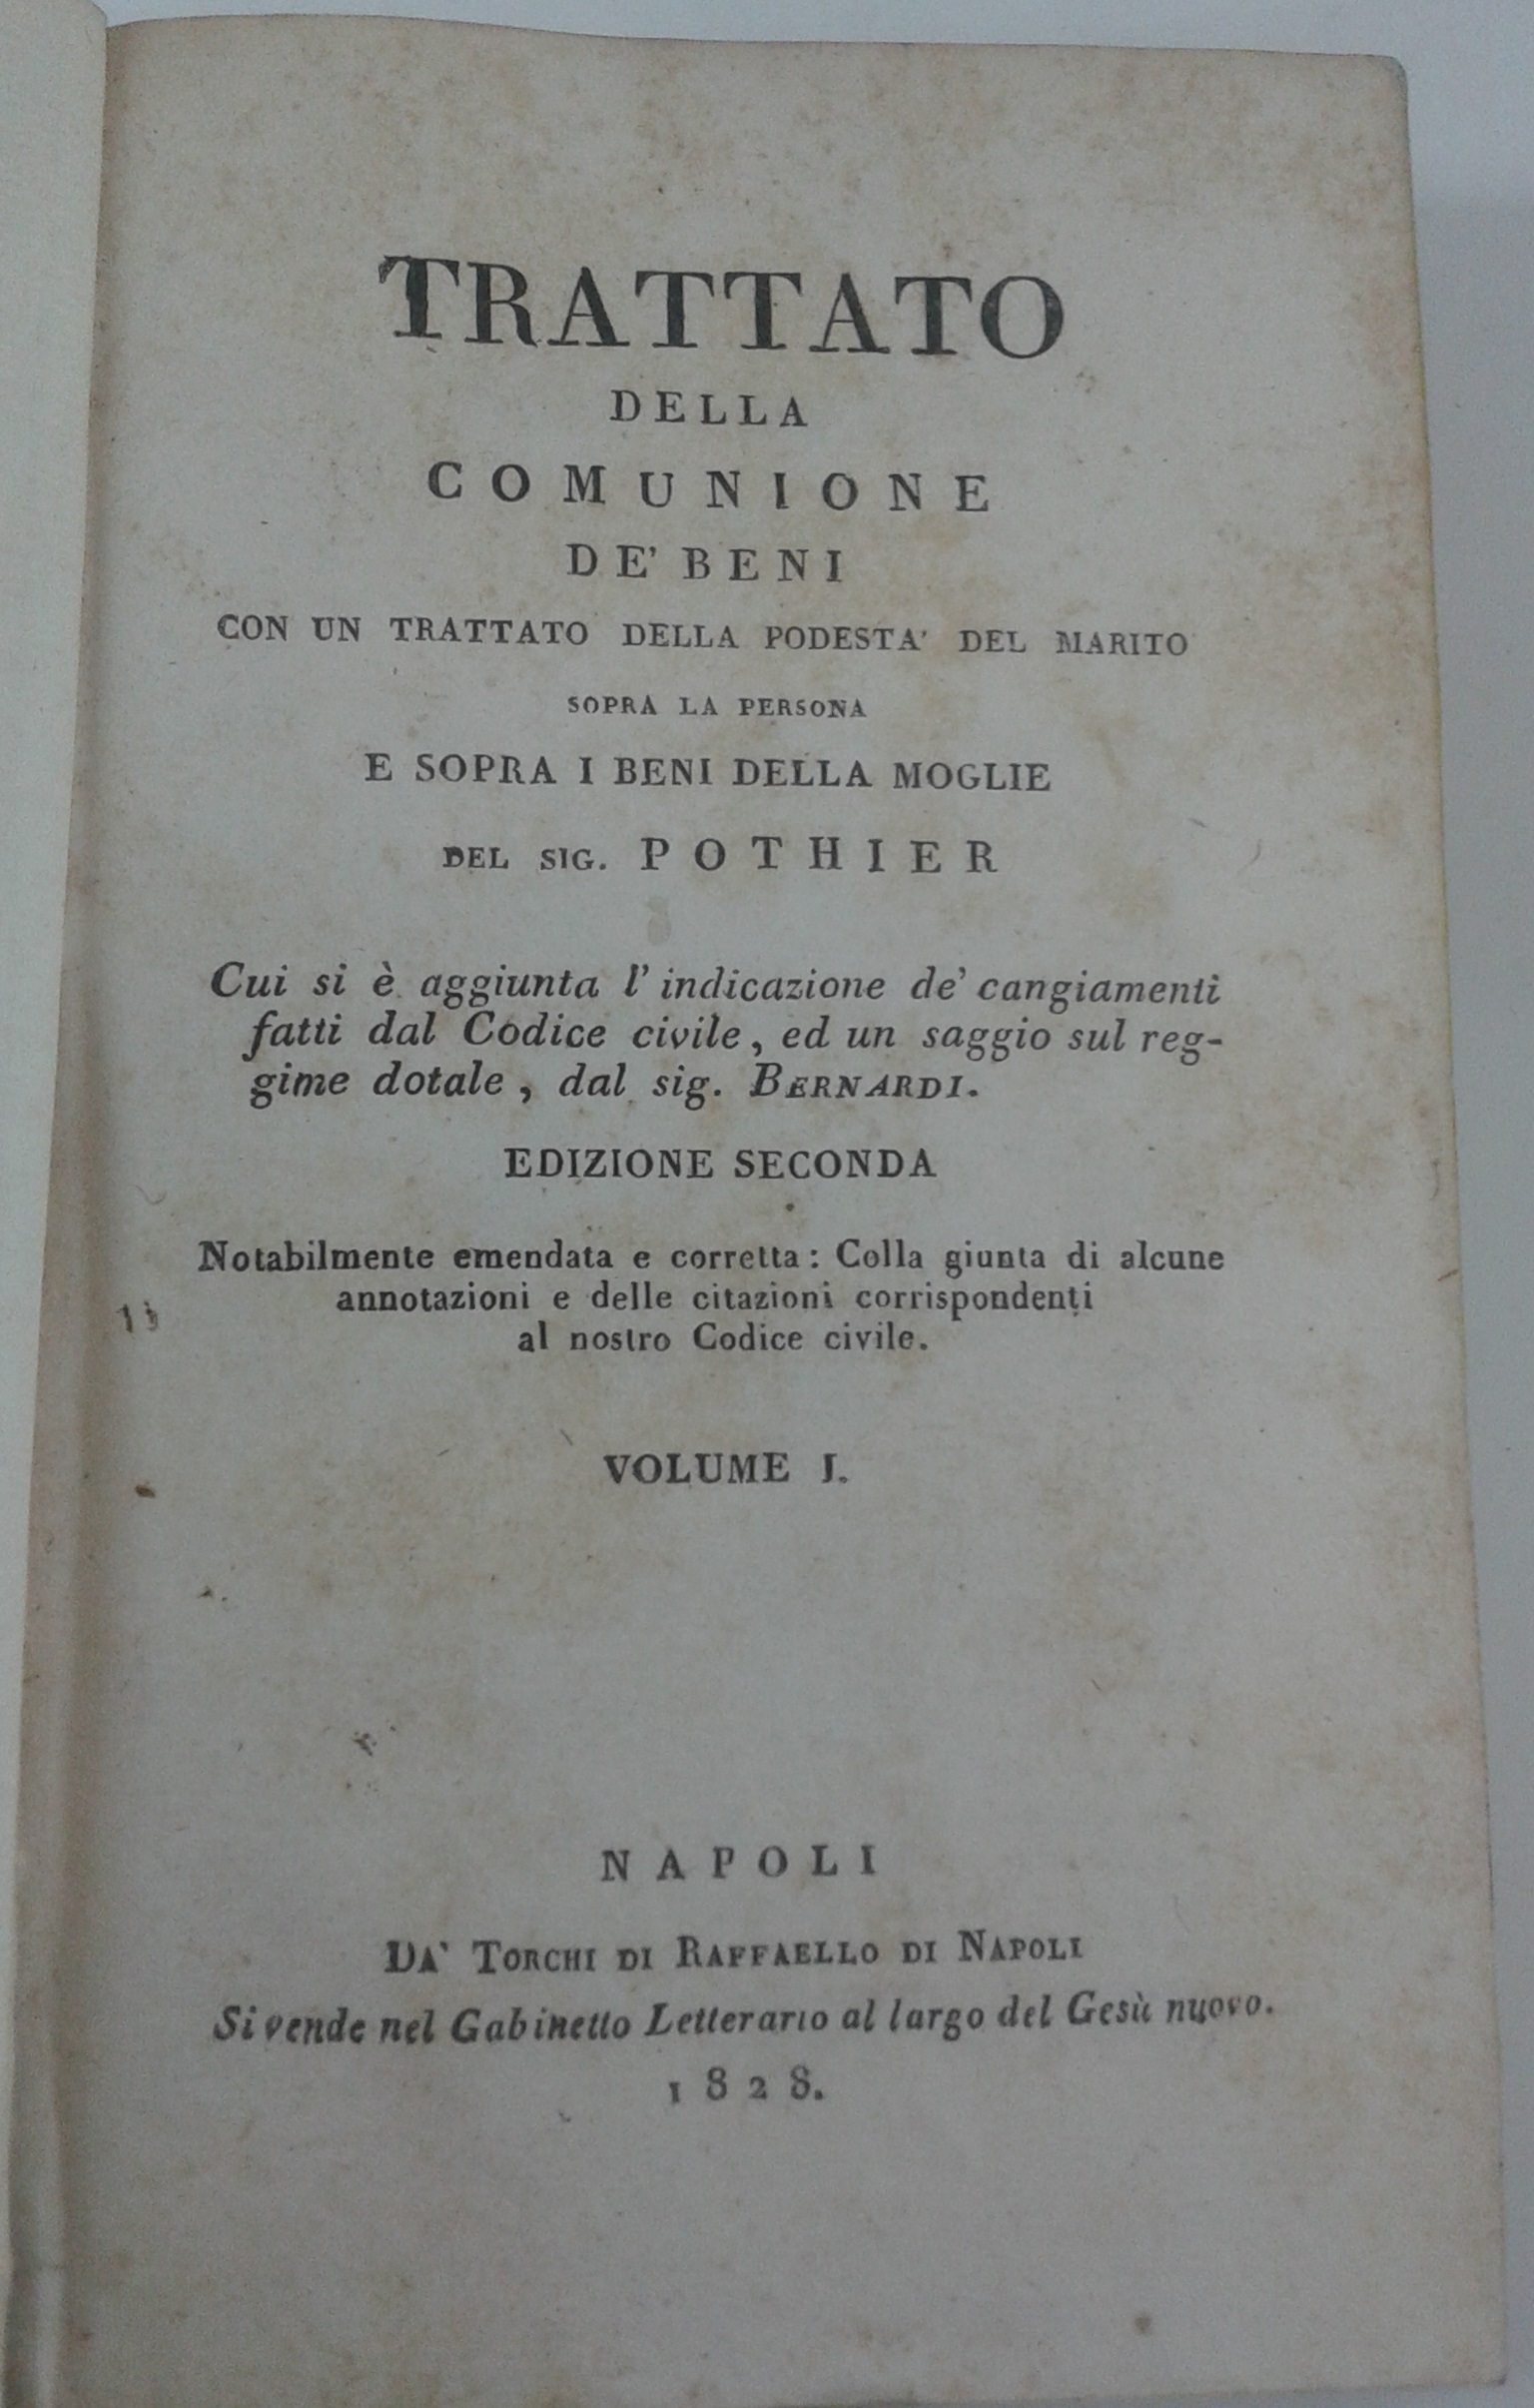 TRATTATO
DELLA
COMUNIONE
DE' BENI
CON UN TRATTATO DELLA PODESTA' DEL MARITO
SOPRA LA PERSONA
E SOPRA I BENI DELLA MOGLIE
DEL SIG. POTHIER
Cui si è aggiunta l' indicazione de' cangiamenti
fatti dal Codice civile, ed un saggio sul reg-
gime dotale, dal sig. BERNARDI.
EDIZIONE SECONDA
Notabilmente emendata e corretta: Colla giunta di alcune
annotazioni e delle citazioni corrispondenti
al nostro Codice civile.
VOLUME I.
NAPOLI
DA' TORCHI DI RAFFAELLO DI NAPOLI
Si vende nel Gabinetto Letterario al largo del Gesù nuovo.
1828.